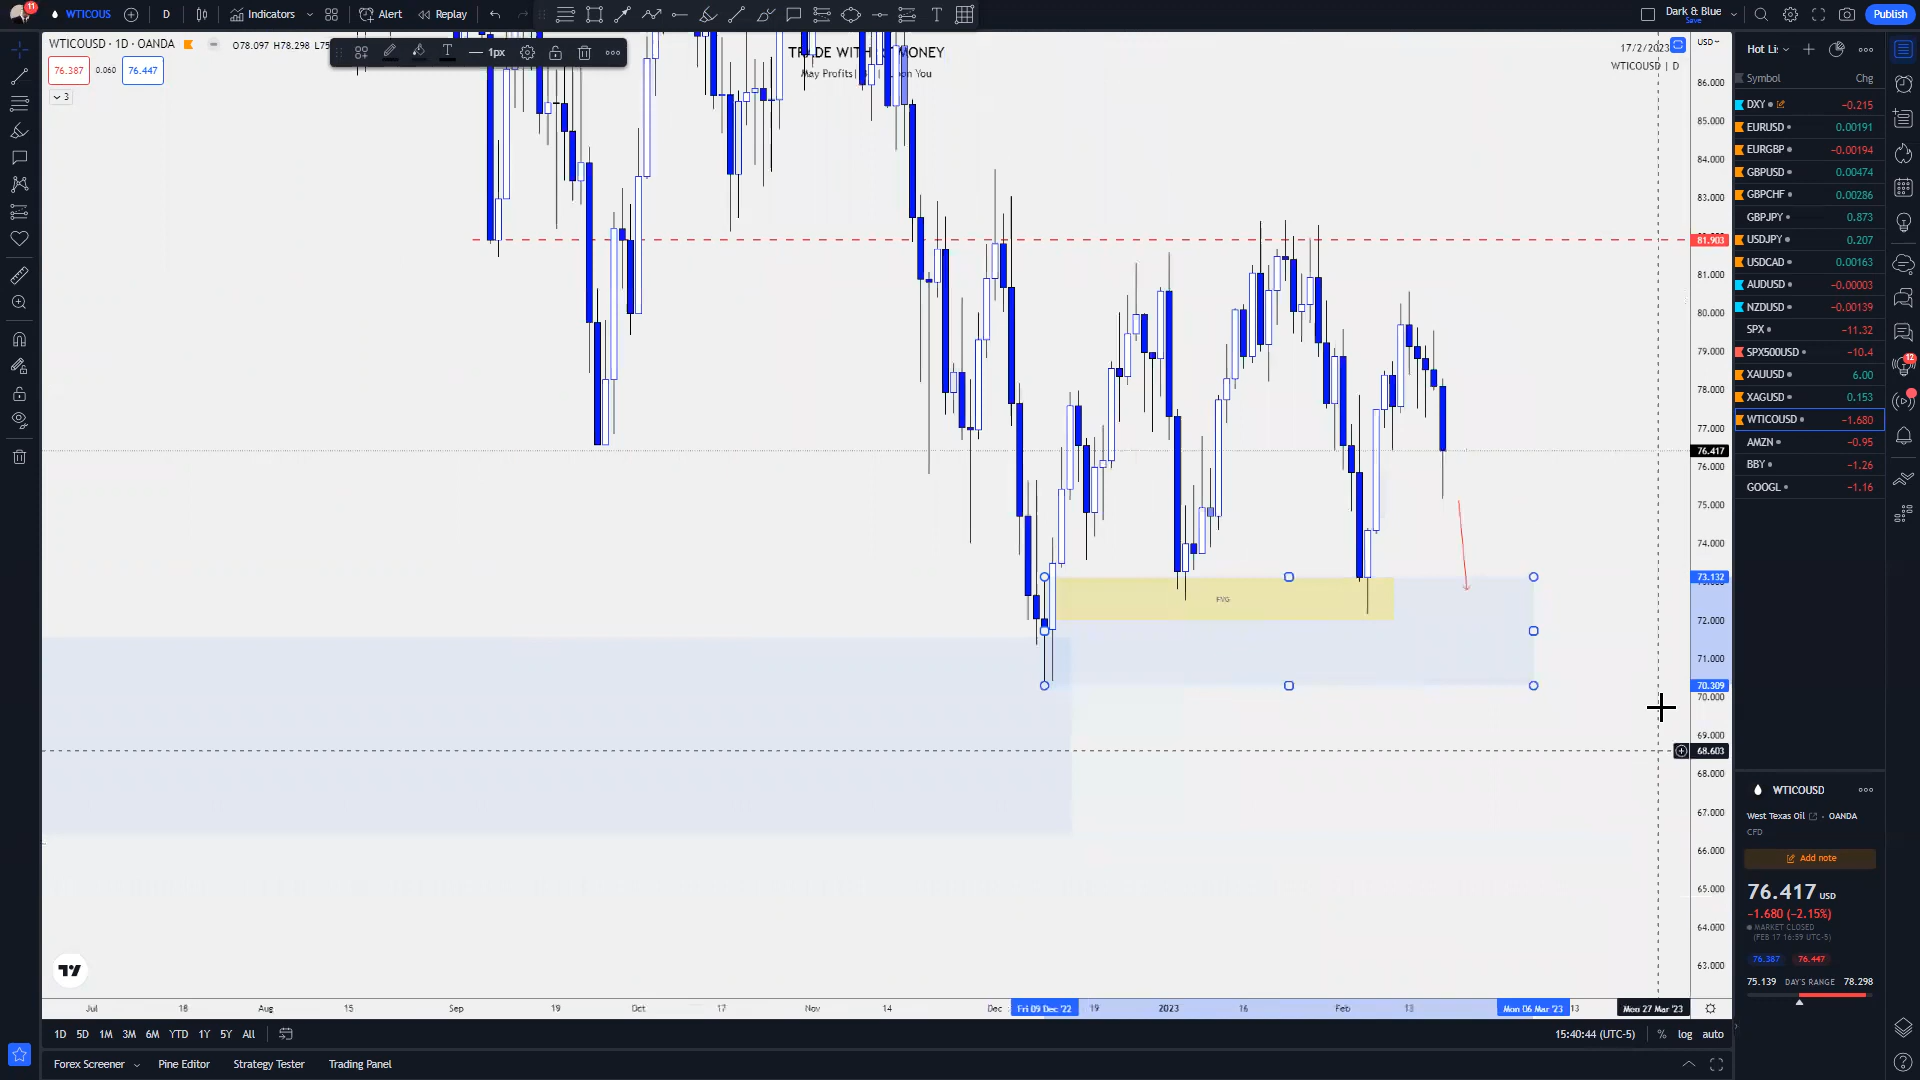 11
WTICOUS
D
Indicators
Alert
Replay
Dark & Blue
Save
Publish
WTICOUSD · 1D · OANDA
O78.097 H78.298 L75
1px
TRADE WITH
MONEY
May Profits
on You
17/2/2023
WTICOUSD | D
USD
76.387
0.060
76.447
3
86.000
85.000
84.000
83.000
81.903
81.000
80.000
79.000
78.000
77.000
76.417
76.000
75.000
74.000
73.132
72.000
71.000
70.309
70.000
69.000
68.603
68.000
67.000
66.000
65.000
64.000
63.000
FVG
Jul
18
Aug
15
Sep
19
Oct
17
Nov
14
Dec
Fri 09 Dec '22
19
2023
16
Feb
13
Mon 06 Mar '23
13
Mon 27 Mar '23
1D 5D 1M 3M 6M YTD 1Y 5Y All
15:40:44 (UTC-5)
%
log
auto
Forex Screener
Pine Editor
Strategy Tester
Trading Panel
Hot Li
Symbol
Chg
DXY
−0.215
EURUSD
0.00191
EURGBP
−0.00194
GBPUSD
0.00474
GBPCHF
0.00286
GBPJPY
0.873
USDJPY
0.207
USDCAD
0.00163
AUDUSD
−0.00003
NZDUSD
−0.00139
SPX
−11.32
SPX500USD
−10.4
XAUUSD
6.00
XAGUSD
0.153
WTICOUSD
−1.680
AMZN
−0.95
BBY
−1.26
GOOGL
−1.16
12
WTICOUSD
West Texas Oil · OANDA
CFD
Add note
76.417 USD
−1.680 (−2.15%)
MARKET CLOSED
(FEB 17 16:59 UTC-5)
76.387
76.447
75.139 DAY'S RANGE 78.298